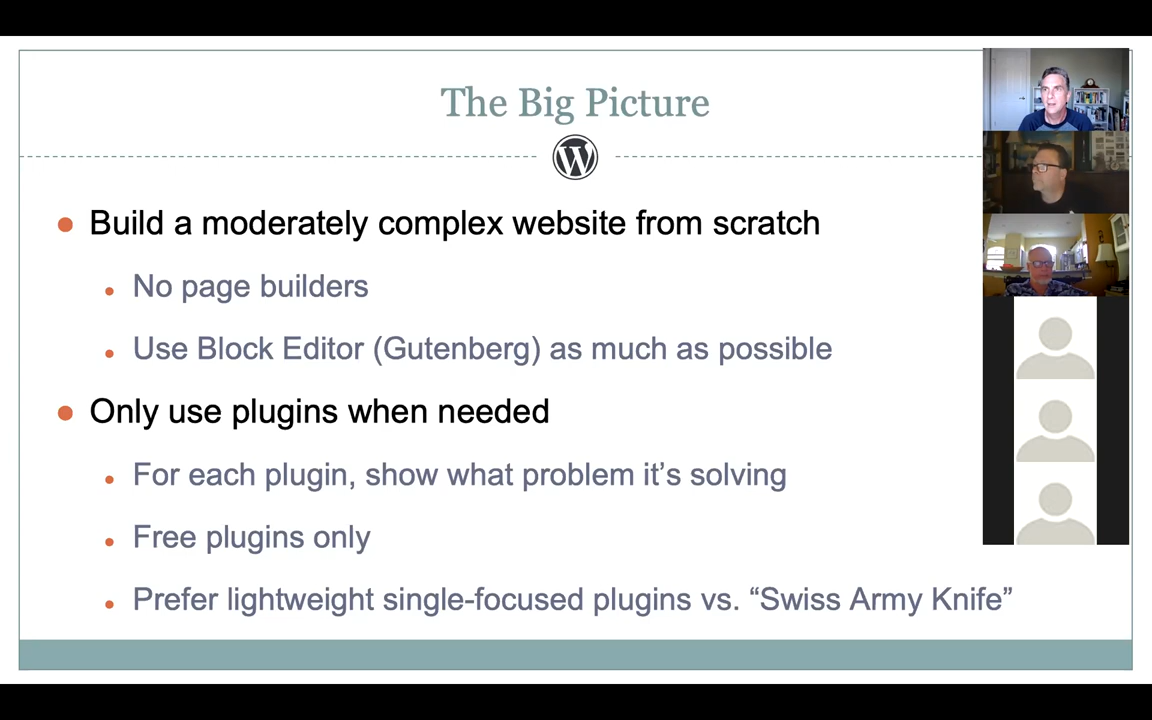 The Big Picture
Build a moderately complex website from scratch
No page builders
Use Block Editor (Gutenberg) as much as possible
Only use plugins when needed
For each plugin, show what problem it’s solving
Free plugins only
Prefer lightweight single-focused plugins vs. “Swiss Army Knife”